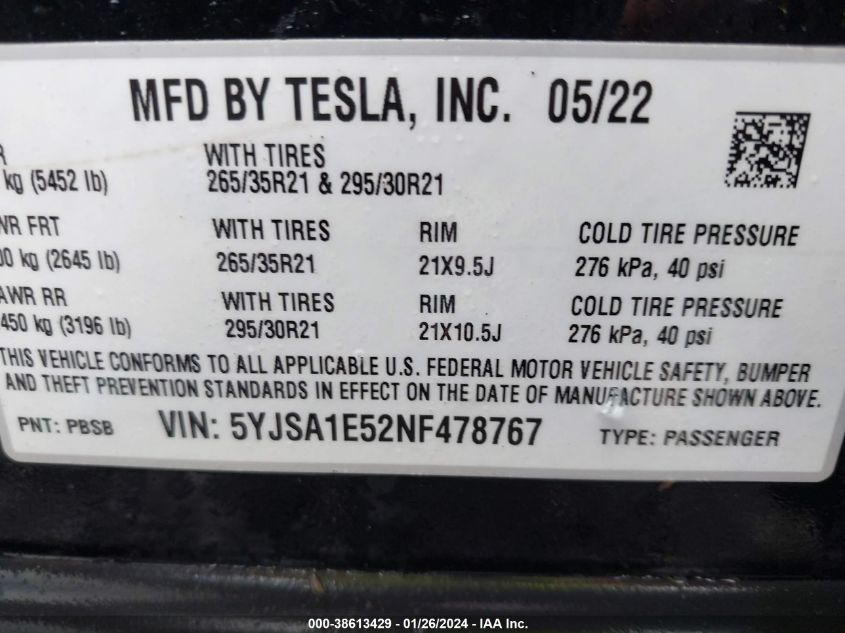 MFD BY TESLA, INC. 05/22
R WITH TIRES
kg (5452 lb) 265/35R21 & 295/30R21
WR FRT WITH TIRES RIM COLD TIRE PRESSURE
00 kg (2645 lb) 265/35R21 21X9.5J 276 kPa, 40 psi
AWR RR WITH TIRES RIM COLD TIRE PRESSURE
450 kg (3196 lb) 295/30R21 21X10.5J 276 kPa, 40 psi
THIS VEHICLE CONFORMS TO ALL APPLICABLE U.S. FEDERAL MOTOR VEHICLE SAFETY, BUMPER
AND THEFT PREVENTION STANDARDS IN EFFECT ON THE DATE OF MANUFACTURE SHOWN ABOVE.
PNT: PBSB VIN: 5YJSA1E52NF478767 TYPE: PASSENGER
000-38613429 - 01/26/2024 - IAA Inc.